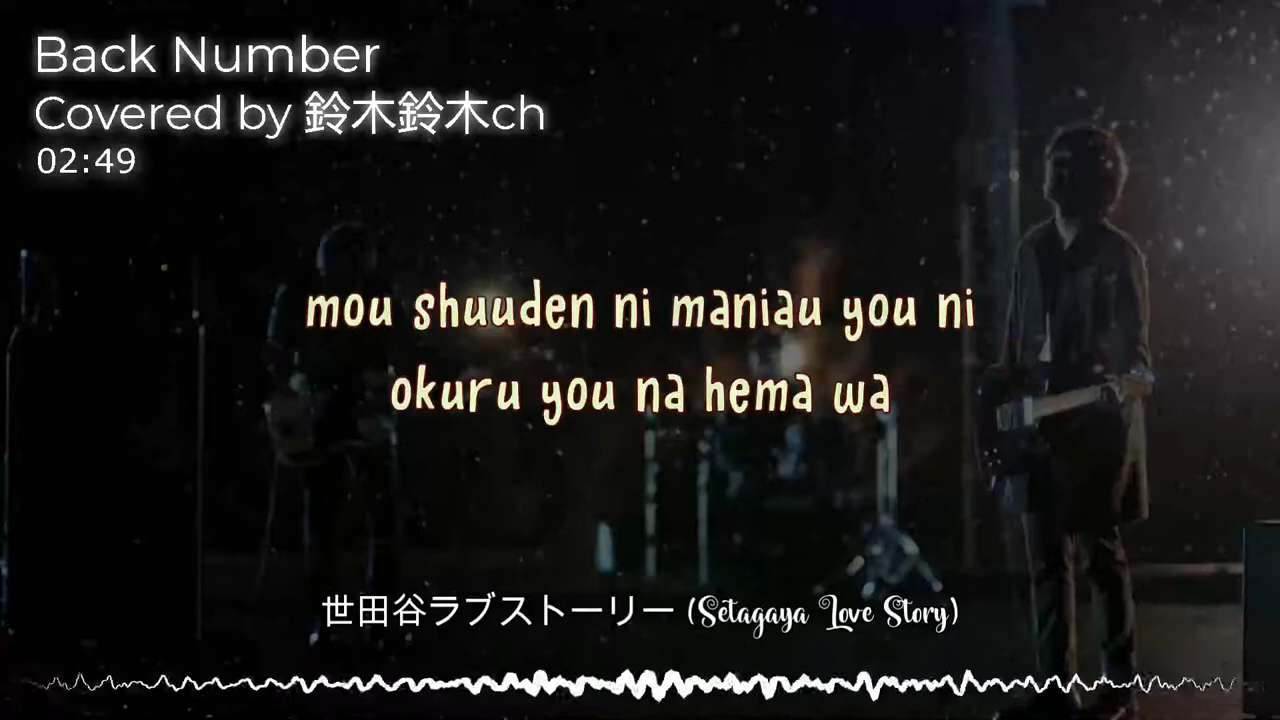 Back Number
Covered by 鈴木鈴木ch
02:49
mou shuuden ni maniau you ni
okuru you na hema wa
世田谷ラブストーリー (Setagaya Love Story)